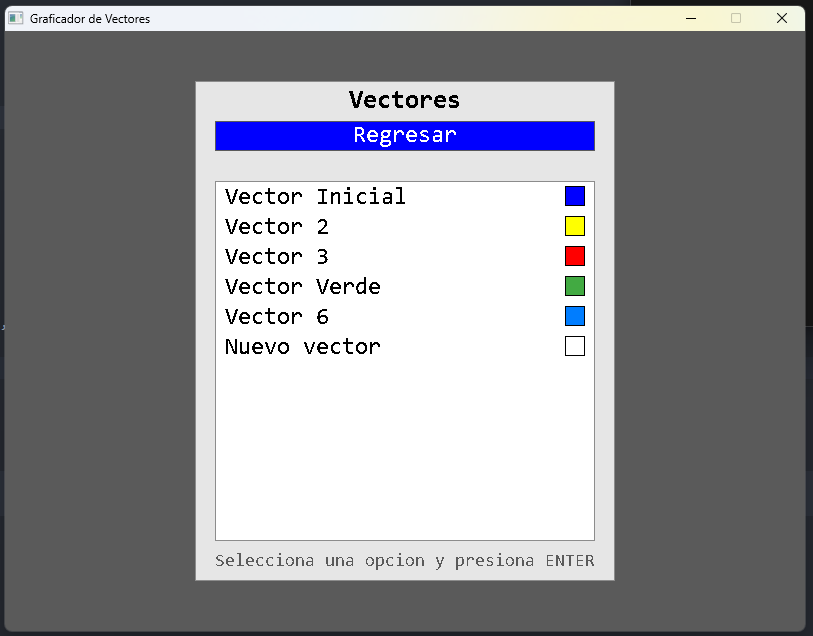 Graficador de Vectores
Vectores
Regresar
Vector Inicial
Vector 2
Vector 3
Vector Verde
Vector 6
Nuevo vector
Selecciona una opcion y presiona ENTER